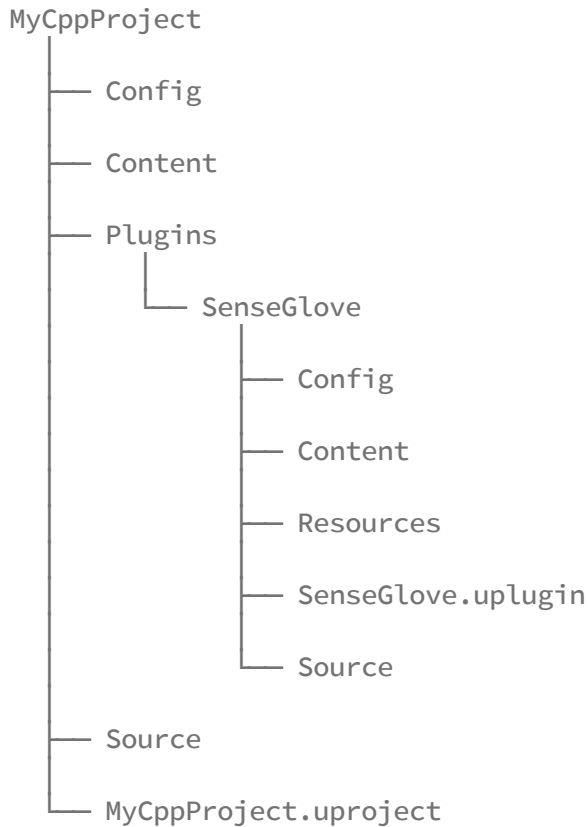 MyCppProject
Config
Content
Plugins
SenseGlove
Config
Content
Resources
SenseGlove.uplugin
Source
Source
MyCppProject.uproject